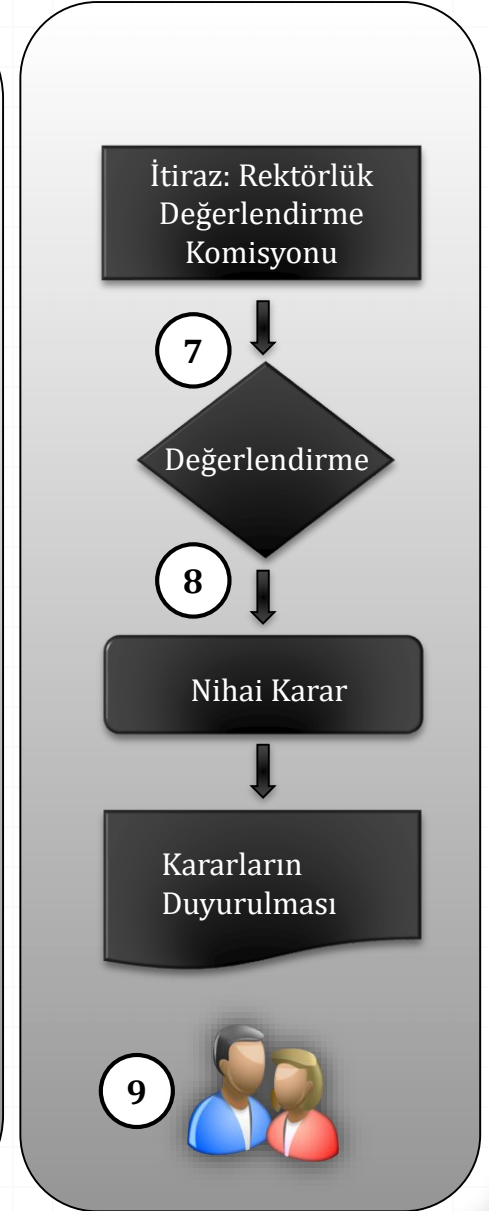 İtiraz: Rektörlük
Değerlendirme
Komisyonu
7
Değerlendirme
8
Nihai Karar
Kararların
Duyurulması
9